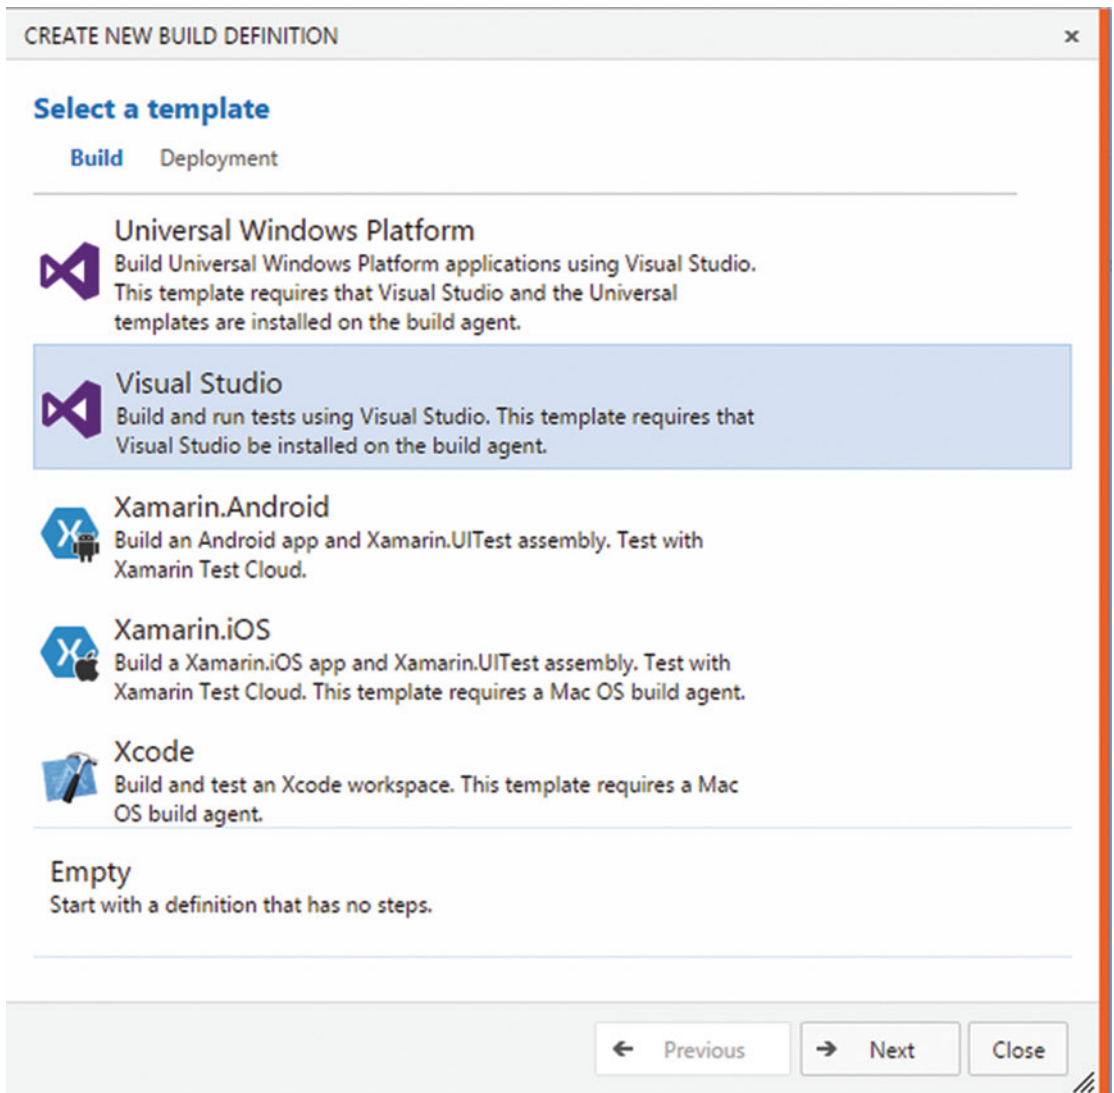 CREATE NEW BUILD DEFINITION
Select a template
Build Deployment
Universal Windows Platform
Build Universal Windows Platform applications using Visual Studio.
This template requires that Visual Studio and the Universal
templates are installed on the build agent.
Visual Studio
Build and run tests using Visual Studio. This template requires that
Visual Studio be installed on the build agent.
Xamarin.Android
Build an Android app and Xamarin.UITest assembly. Test with
Xamarin Test Cloud.
Xamarin.iOS
Build a Xamarin.iOS app and Xamarin.UITest assembly. Test with
Xamarin Test Cloud. This template requires a Mac OS build agent.
Xcode
Build and test an Xcode workspace. This template requires a Mac
OS build agent.
Empty
Start with a definition that has no steps.
Previous Next Close